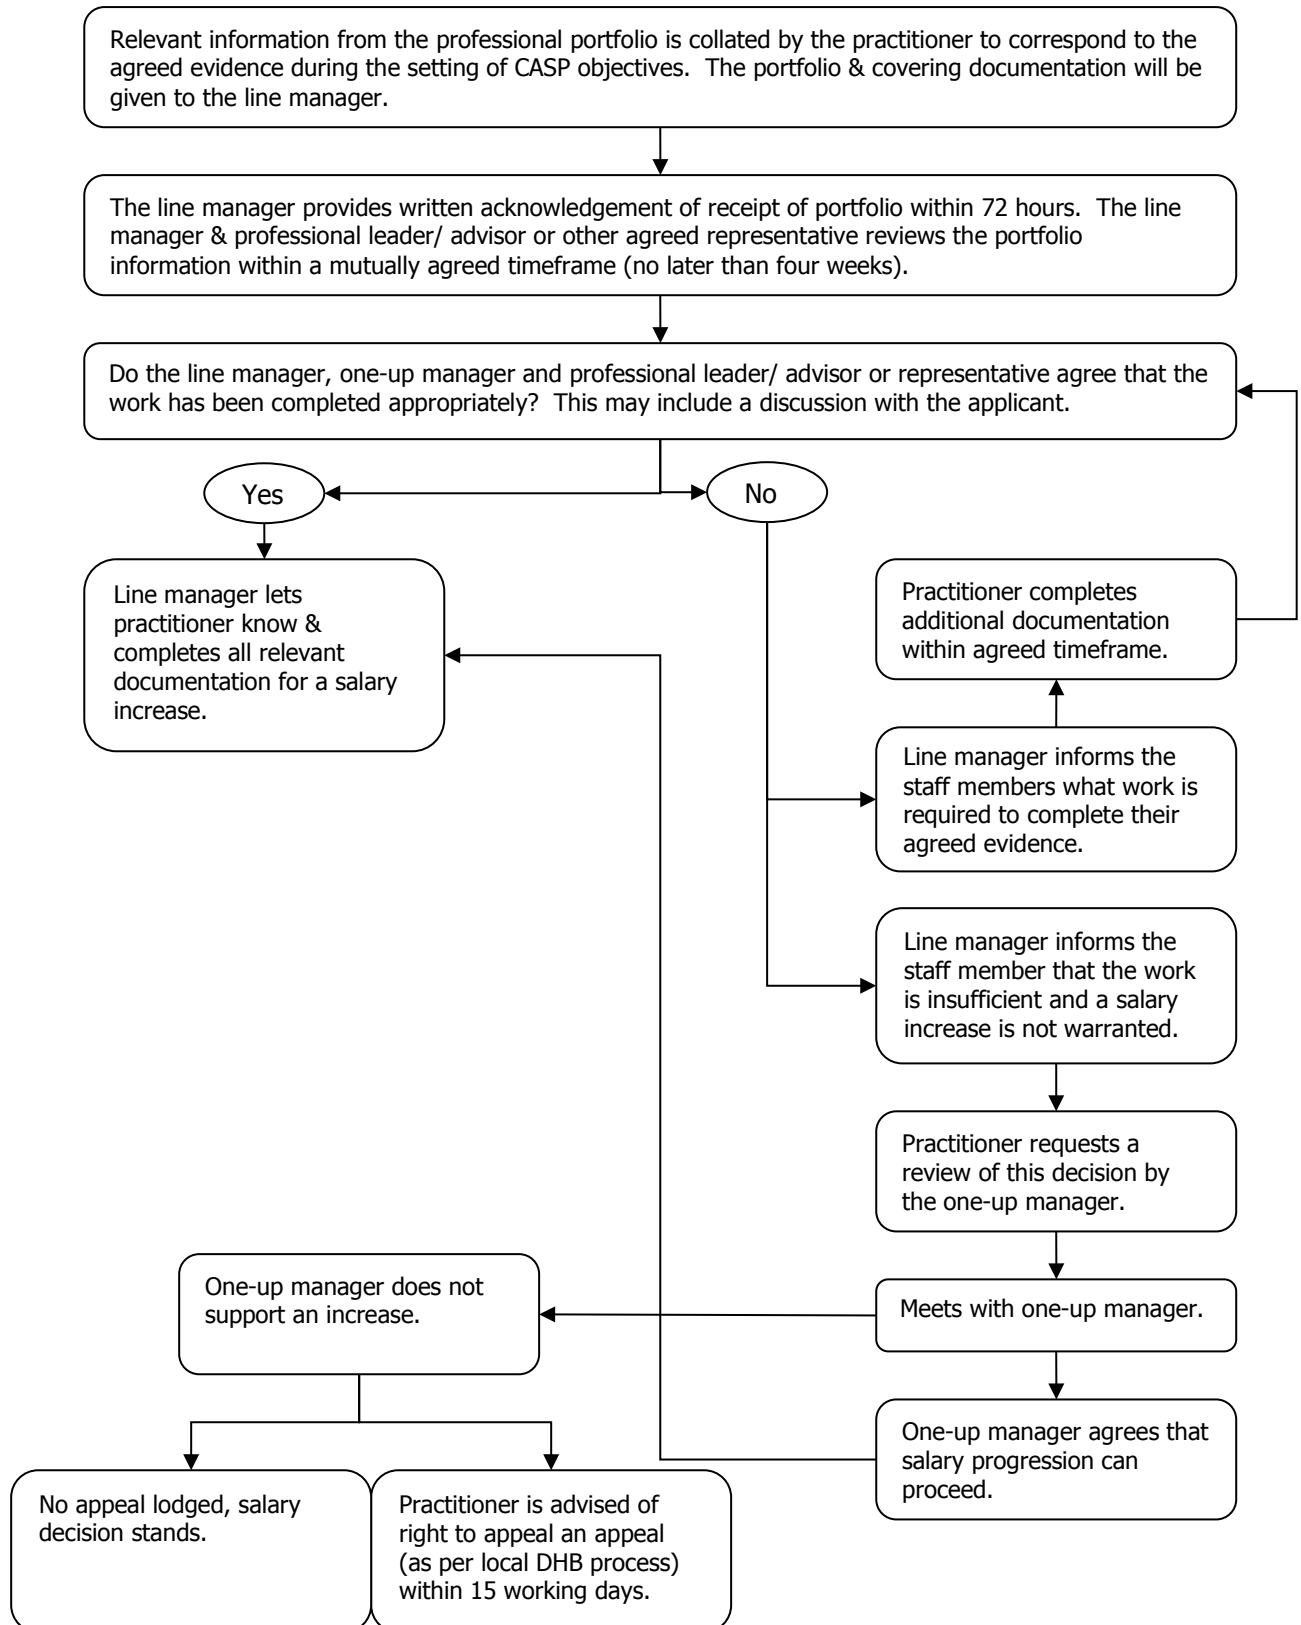 Relevant information from the professional portfolio is collated by the practitioner to correspond to the
agreed evidence during the setting of CASP objectives. The portfolio & covering documentation will be
given to the line manager.
The line manager provides written acknowledgement of receipt of portfolio within 72 hours. The line
manager & professional leader/ advisor or other agreed representative reviews the portfolio
information within a mutually agreed timeframe (no later than four weeks).
Do the line manager, one-up manager and professional leader/ advisor or representative agree that the
work has been completed appropriately? This may include a discussion with the applicant.
Yes
No
Line manager lets
practitioner know &
completes all relevant
documentation for a salary
increase.
Practitioner completes
additional documentation
within agreed timeframe.
Line manager informs the
staff members what work is
required to complete their
agreed evidence.
Line manager informs the
staff member that the work
is insufficient and a salary
increase is not warranted.
Practitioner requests a
review of this decision by
the one-up manager.
Meets with one-up manager.
One-up manager does not
support an increase.
One-up manager agrees that
salary progression can
proceed.
No appeal lodged, salary
decision stands.
Practitioner is advised of
right to appeal an appeal
(as per local DHB process)
within 15 working days.